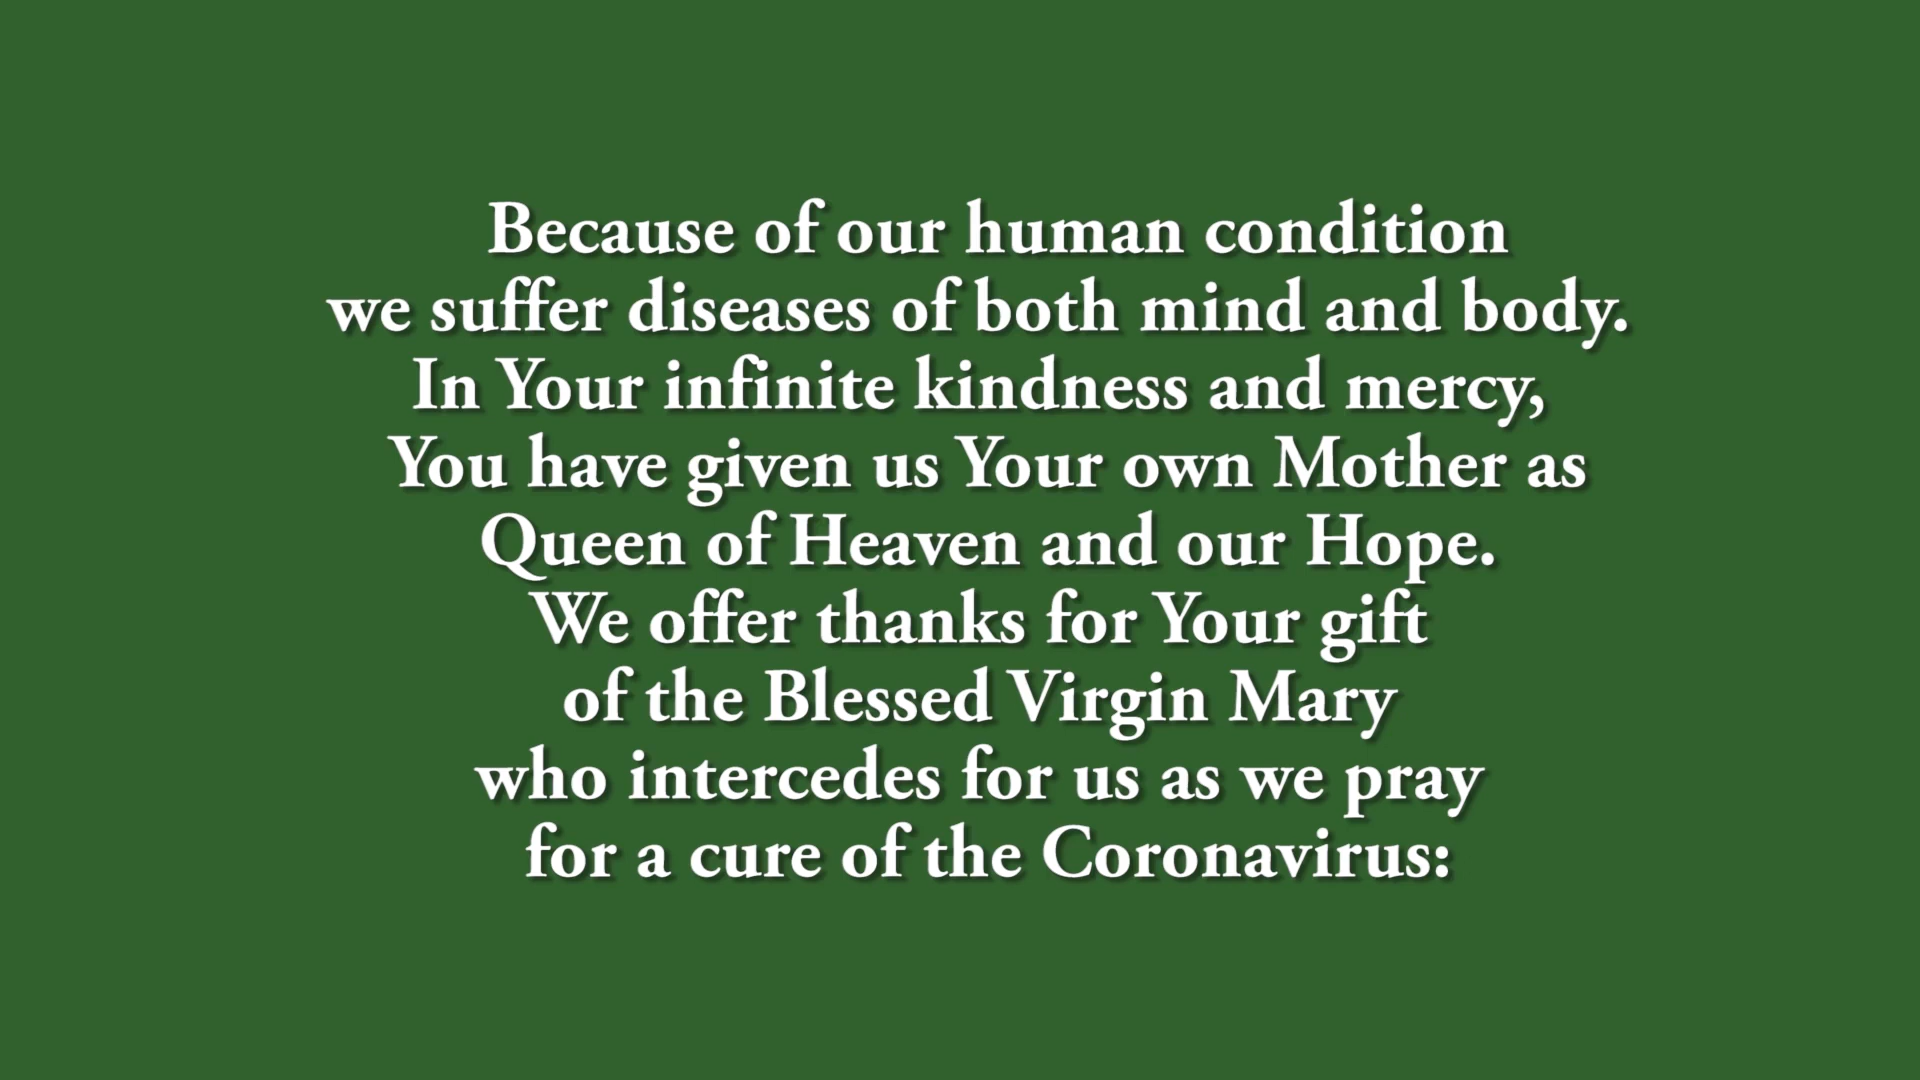 Because of our human condition
we suffer diseases of both mind and body.
In Your infinite kindness and mercy,
You have given us Your own Mother as
Queen of Heaven and our Hope.
We offer thanks for Your gift
of the Blessed Virgin Mary
who intercedes for us as we pray
for a cure of the Coronavirus: